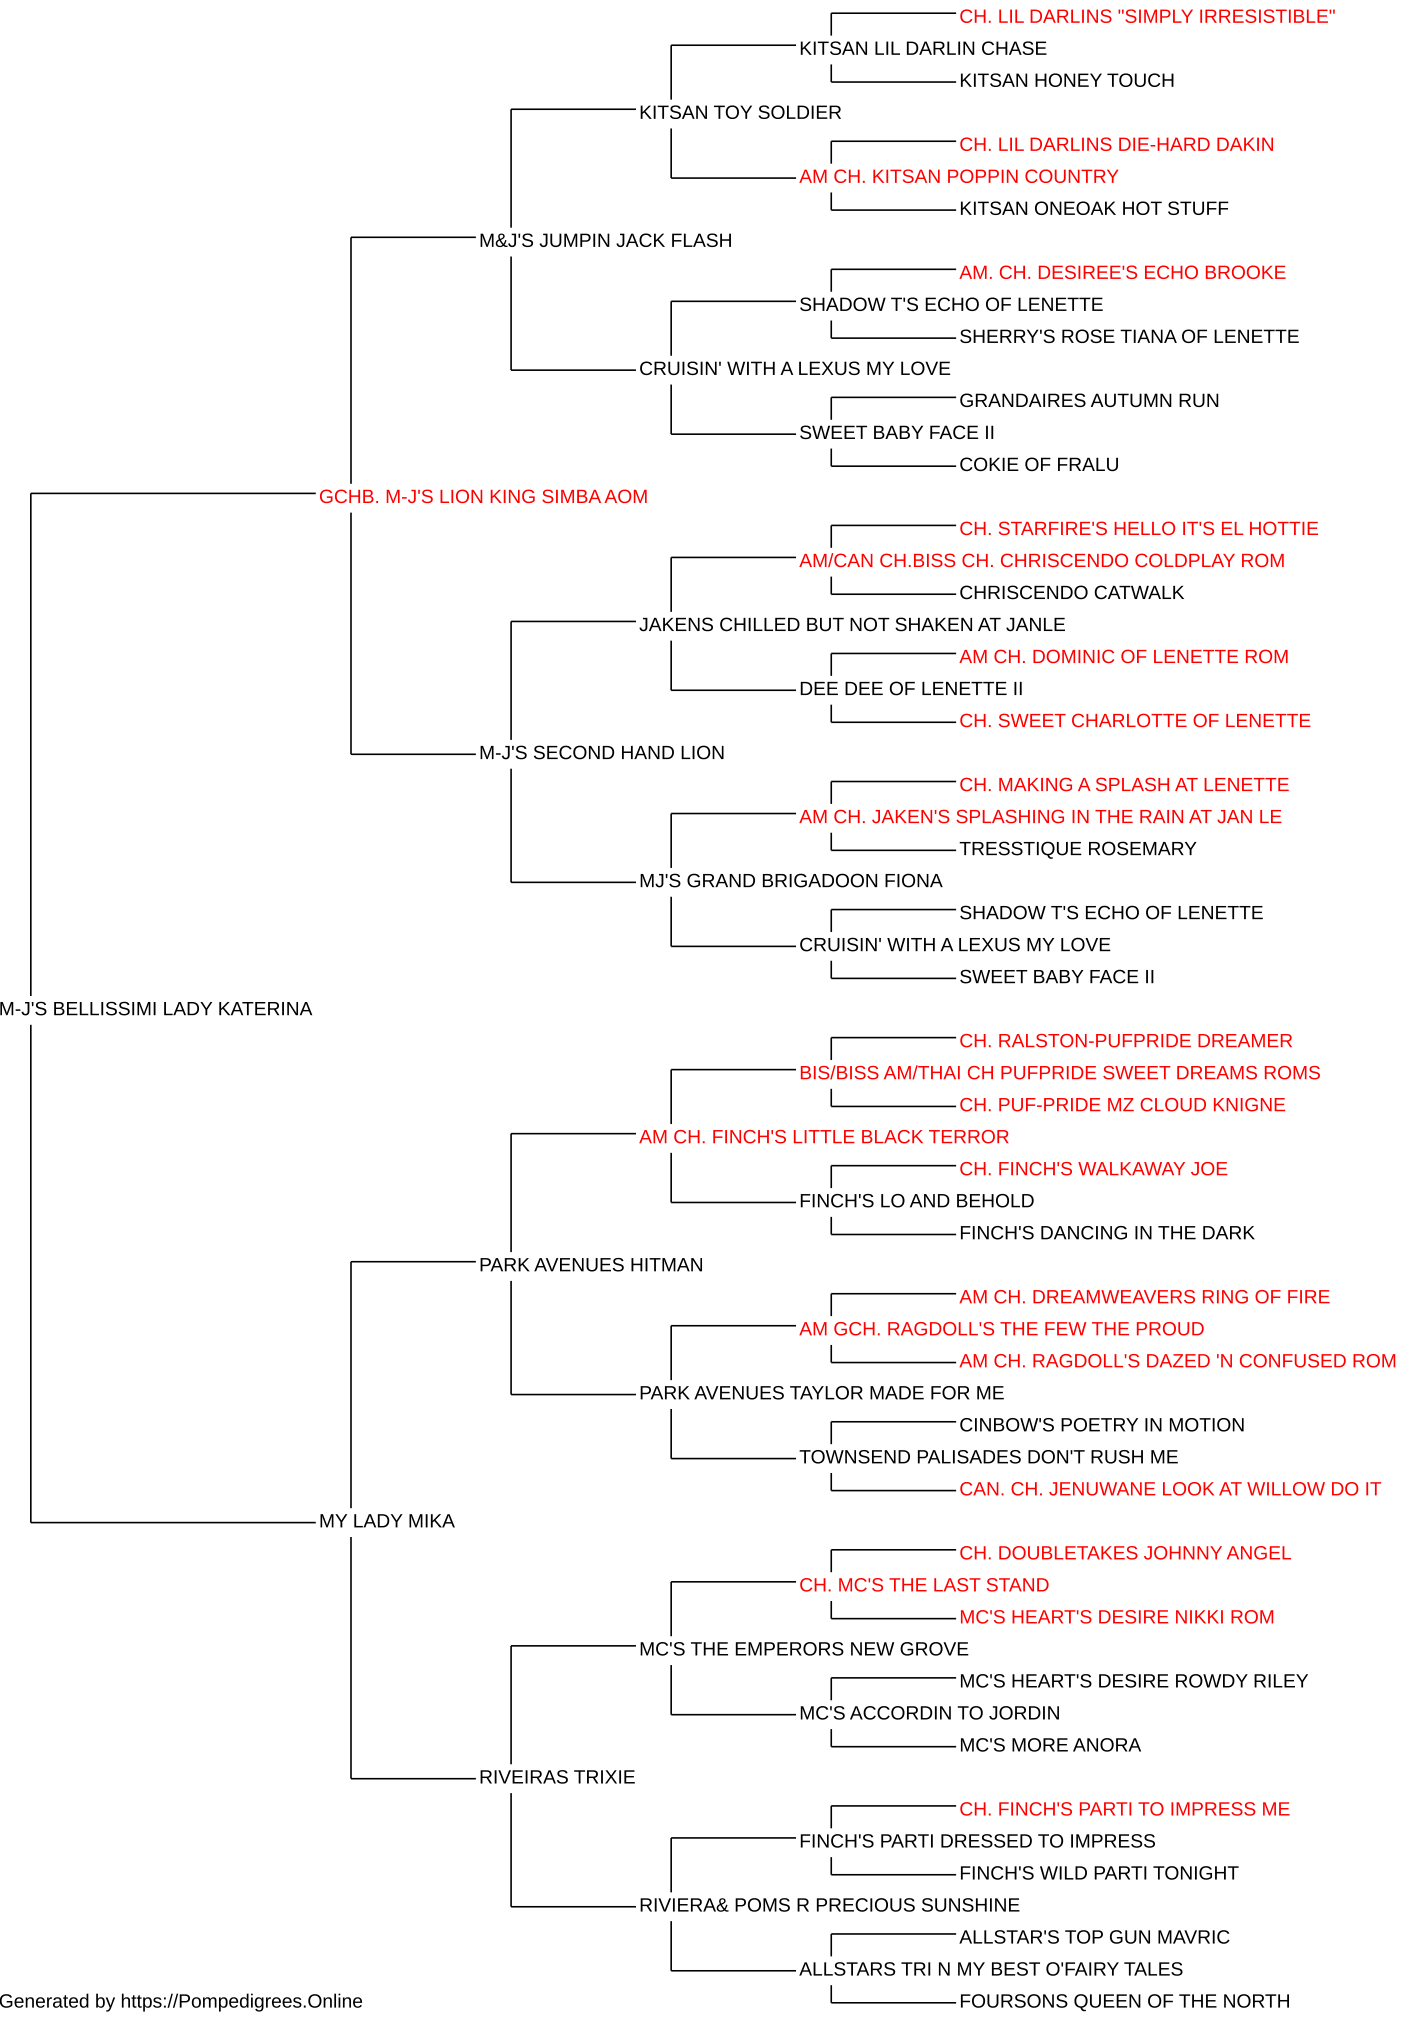 CH. LIL DARLINS "SIMPLY IRRESISTIBLE"
KITSAN LIL DARLIN CHASE
KITSAN HONEY TOUCH
KITSAN TOY SOLDIER
CH. LIL DARLINS DIE-HARD DAKIN
AM CH. KITSAN POPPIN COUNTRY
KITSAN ONEOAK HOT STUFF
M&J'S JUMPIN JACK FLASH
AM. CH. DESIREE'S ECHO BROOKE
SHADOW T'S ECHO OF LENETTE
SHERRY'S ROSE TIANA OF LENETTE
CRUISIN' WITH A LEXUS MY LOVE
GRANDAIRES AUTUMN RUN
SWEET BABY FACE II
COKIE OF FRALU
GCHB. M-J'S LION KING SIMBA AOM
CH. STARFIRE'S HELLO IT'S EL HOTTIE
AM/CAN CH.BISS CH. CHRISCENDO COLDPLAY ROM
CHRISCENDO CATWALK
JAKENS CHILLED BUT NOT SHAKEN AT JANLE
AM CH. DOMINIC OF LENETTE ROM
DEE DEE OF LENETTE II
CH. SWEET CHARLOTTE OF LENETTE
M-J'S SECOND HAND LION
CH. MAKING A SPLASH AT LENETTE
AM CH. JAKEN'S SPLASHING IN THE RAIN AT JAN LE
TRESSTIQUE ROSEMARY
MJ'S GRAND BRIGADOON FIONA
SHADOW T'S ECHO OF LENETTE
CRUISIN' WITH A LEXUS MY LOVE
SWEET BABY FACE II
M-J'S BELLISSIMI LADY KATERINA
CH. RALSTON-PUFPRIDE DREAMER
BIS/BISS AM/THAI CH PUFPRIDE SWEET DREAMS ROMS
CH. PUF-PRIDE MZ CLOUD KNIGNE
AM CH. FINCH'S LITTLE BLACK TERROR
CH. FINCH'S WALKAWAY JOE
FINCH'S LO AND BEHOLD
FINCH'S DANCING IN THE DARK
PARK AVENUES HITMAN
AM CH. DREAMWEAVERS RING OF FIRE
AM GCH. RAGDOLL'S THE FEW THE PROUD
AM CH. RAGDOLL'S DAZED 'N CONFUSED ROM
PARK AVENUES TAYLOR MADE FOR ME
CINBOW'S POETRY IN MOTION
TOWNSEND PALISADES DON'T RUSH ME
CAN. CH. JENUWANE LOOK AT WILLOW DO IT
MY LADY MIKA
CH. DOUBLETAKES JOHNNY ANGEL
CH. MC'S THE LAST STAND
MC'S HEART'S DESIRE NIKKI ROM
MC'S THE EMPERORS NEW GROVE
MC'S HEART'S DESIRE ROWDY RILEY
MC'S ACCORDIN TO JORDIN
MC'S MORE ANORA
RIVEIRAS TRIXIE
CH. FINCH'S PARTI TO IMPRESS ME
FINCH'S PARTI DRESSED TO IMPRESS
FINCH'S WILD PARTI TONIGHT
RIVIERA& POMS R PRECIOUS SUNSHINE
ALLSTAR'S TOP GUN MAVRIC
ALLSTARS TRI N MY BEST O'FAIRY TALES
FOURSONS QUEEN OF THE NORTH
Generated by https://Pompedigrees.Online